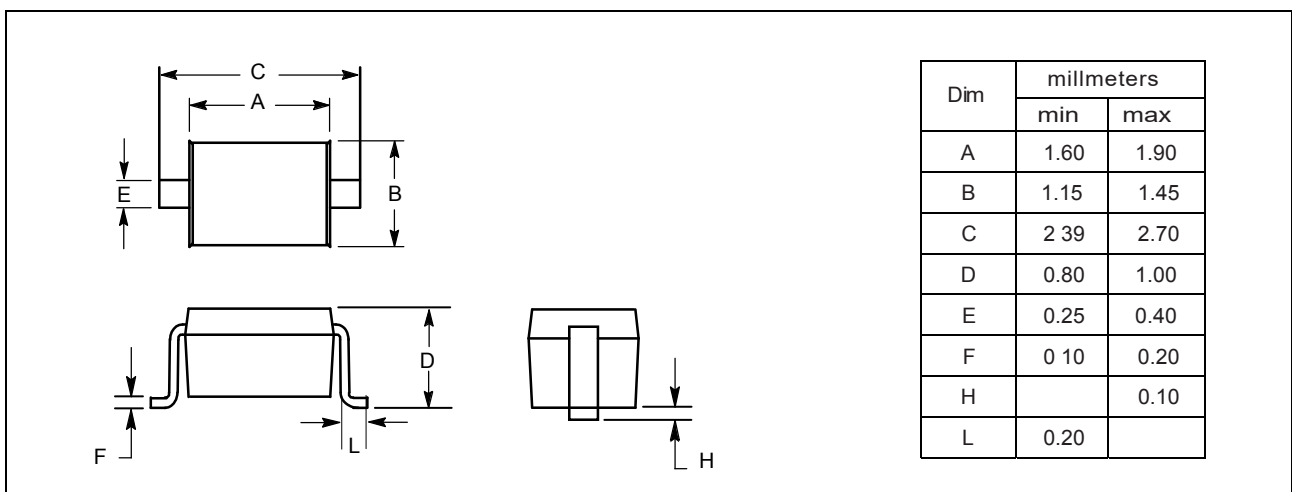 C
A
E
B
D
F
L
H
Dim millmeters
min max
A 1.60 1.90
B 1.15 1.45
C 2 39 2.70
D 0.80 1.00
E 0.25 0.40
F 0 10 0.20
H 0.10
L 0.20